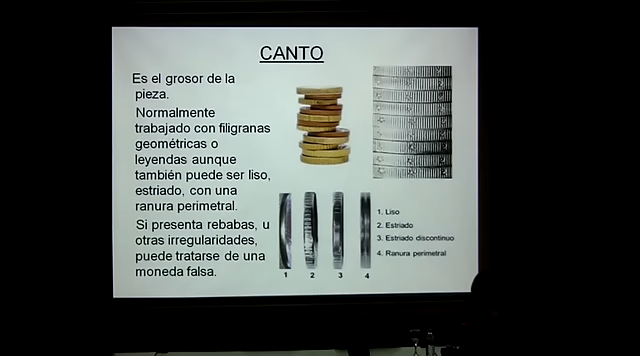 CANTO
Es el grosor de la
pieza.
Normalmente
trabajado con filigranas
geométricas o
leyendas aunque
también puede ser liso,
estriado, con una
ranura perimetral.
Si presenta rebabas, u
otras irregularidades,
puede tratarse de una
moneda falsa.
1. Liso
2. Estriado
3. Estriado discontinuo
4. Ranura perimetral
1 2 3 4